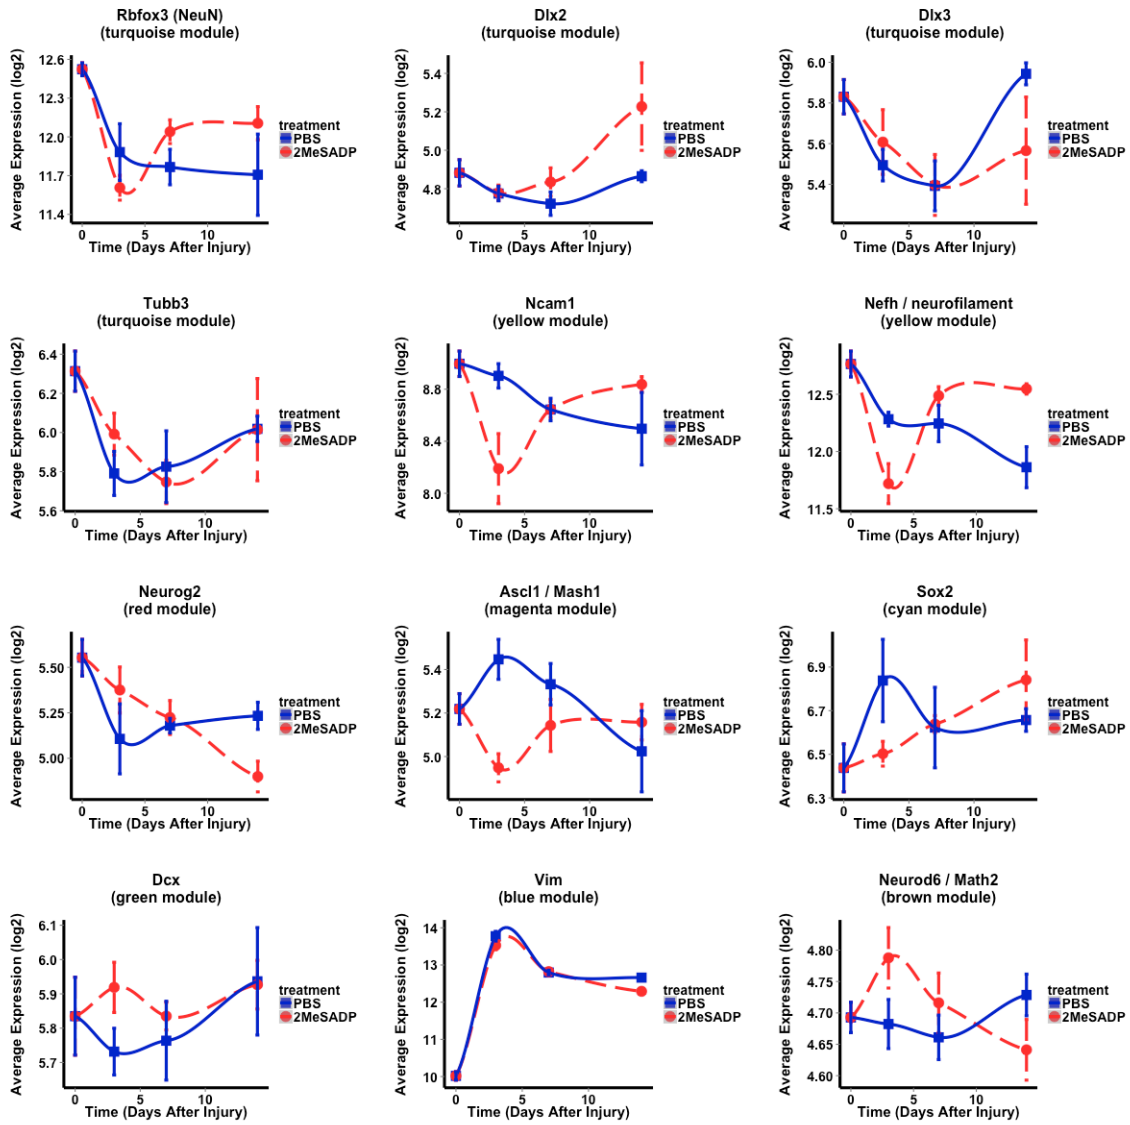 Rbfox3 (NeuN)
(turquoise module)
Average Expression (log2)
12.6
12.3
12.0
11.7
11.4
0
5
10
Time (Days After Injury)
treatment
PBS
2MeSADP
Dlx2
(turquoise module)
Average Expression (log2)
5.4
5.2
5.0
4.8
0
5
10
Time (Days After Injury)
treatment
PBS
2MeSADP
Dlx3
(turquoise module)
Average Expression (log2)
6.0
5.8
5.6
5.4
0
5
10
Time (Days After Injury)
treatment
PBS
2MeSADP
Tubb3
(turquoise module)
Average Expression (log2)
6.4
6.2
6.0
5.8
5.6
0
5
10
Time (Days After Injury)
treatment
PBS
2MeSADP
Ncam1
(yellow module)
Average Expression (log2)
8.8
8.4
8.0
0
5
10
Time (Days After Injury)
treatment
PBS
2MeSADP
Nefh / neurofilament
(yellow module)
Average Expression (log2)
12.5
12.0
11.5
0
5
10
Time (Days After Injury)
treatment
PBS
2MeSADP
Neurog2
(red module)
Average Expression (log2)
5.50
5.25
5.00
0
5
10
Time (Days After Injury)
treatment
PBS
2MeSADP
Ascl1 / Mash1
(magenta module)
Average Expression (log2)
5.4
5.2
5.0
0
5
10
Time (Days After Injury)
treatment
PBS
2MeSADP
Sox2
(cyan module)
Average Expression (log2)
6.9
6.7
6.5
6.3
0
5
10
Time (Days After Injury)
treatment
PBS
2MeSADP
Dcx
(green module)
Average Expression (log2)
6.1
6.0
5.9
5.8
5.7
0
5
10
Time (Days After Injury)
treatment
PBS
2MeSADP
Vim
(blue module)
Average Expression (log2)
14
13
12
11
10
0
5
10
Time (Days After Injury)
treatment
PBS
2MeSADP
Neurod6 / Math2
(brown module)
Average Expression (log2)
4.80
4.75
4.70
4.65
4.60
0
5
10
Time (Days After Injury)
treatment
PBS
2MeSADP